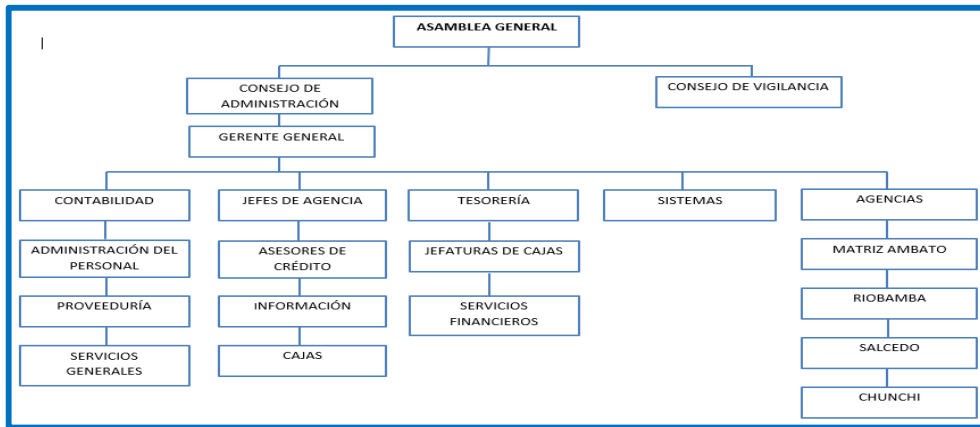 ASAMBLEA GENERAL
CONSEJO DE
ADMINISTRACIÓN
CONSEJO DE VIGILANCIA
GERENTE GENERAL
CONTABILIDAD
JEFES DE AGENCIA
TESORERÍA
SISTEMAS
AGENCIAS
ADMINISTRACIÓN DEL
PERSONAL
ASESORES DE
CRÉDITO
JEFATURAS DE CAJAS
MATRIZ AMBATO
PROVEEDURÍA
INFORMACIÓN
SERVICIOS
FINANCIEROS
RIOBAMBA
SERVICIOS
GENERALES
CAJAS
SALCEDO
CHUNCHI